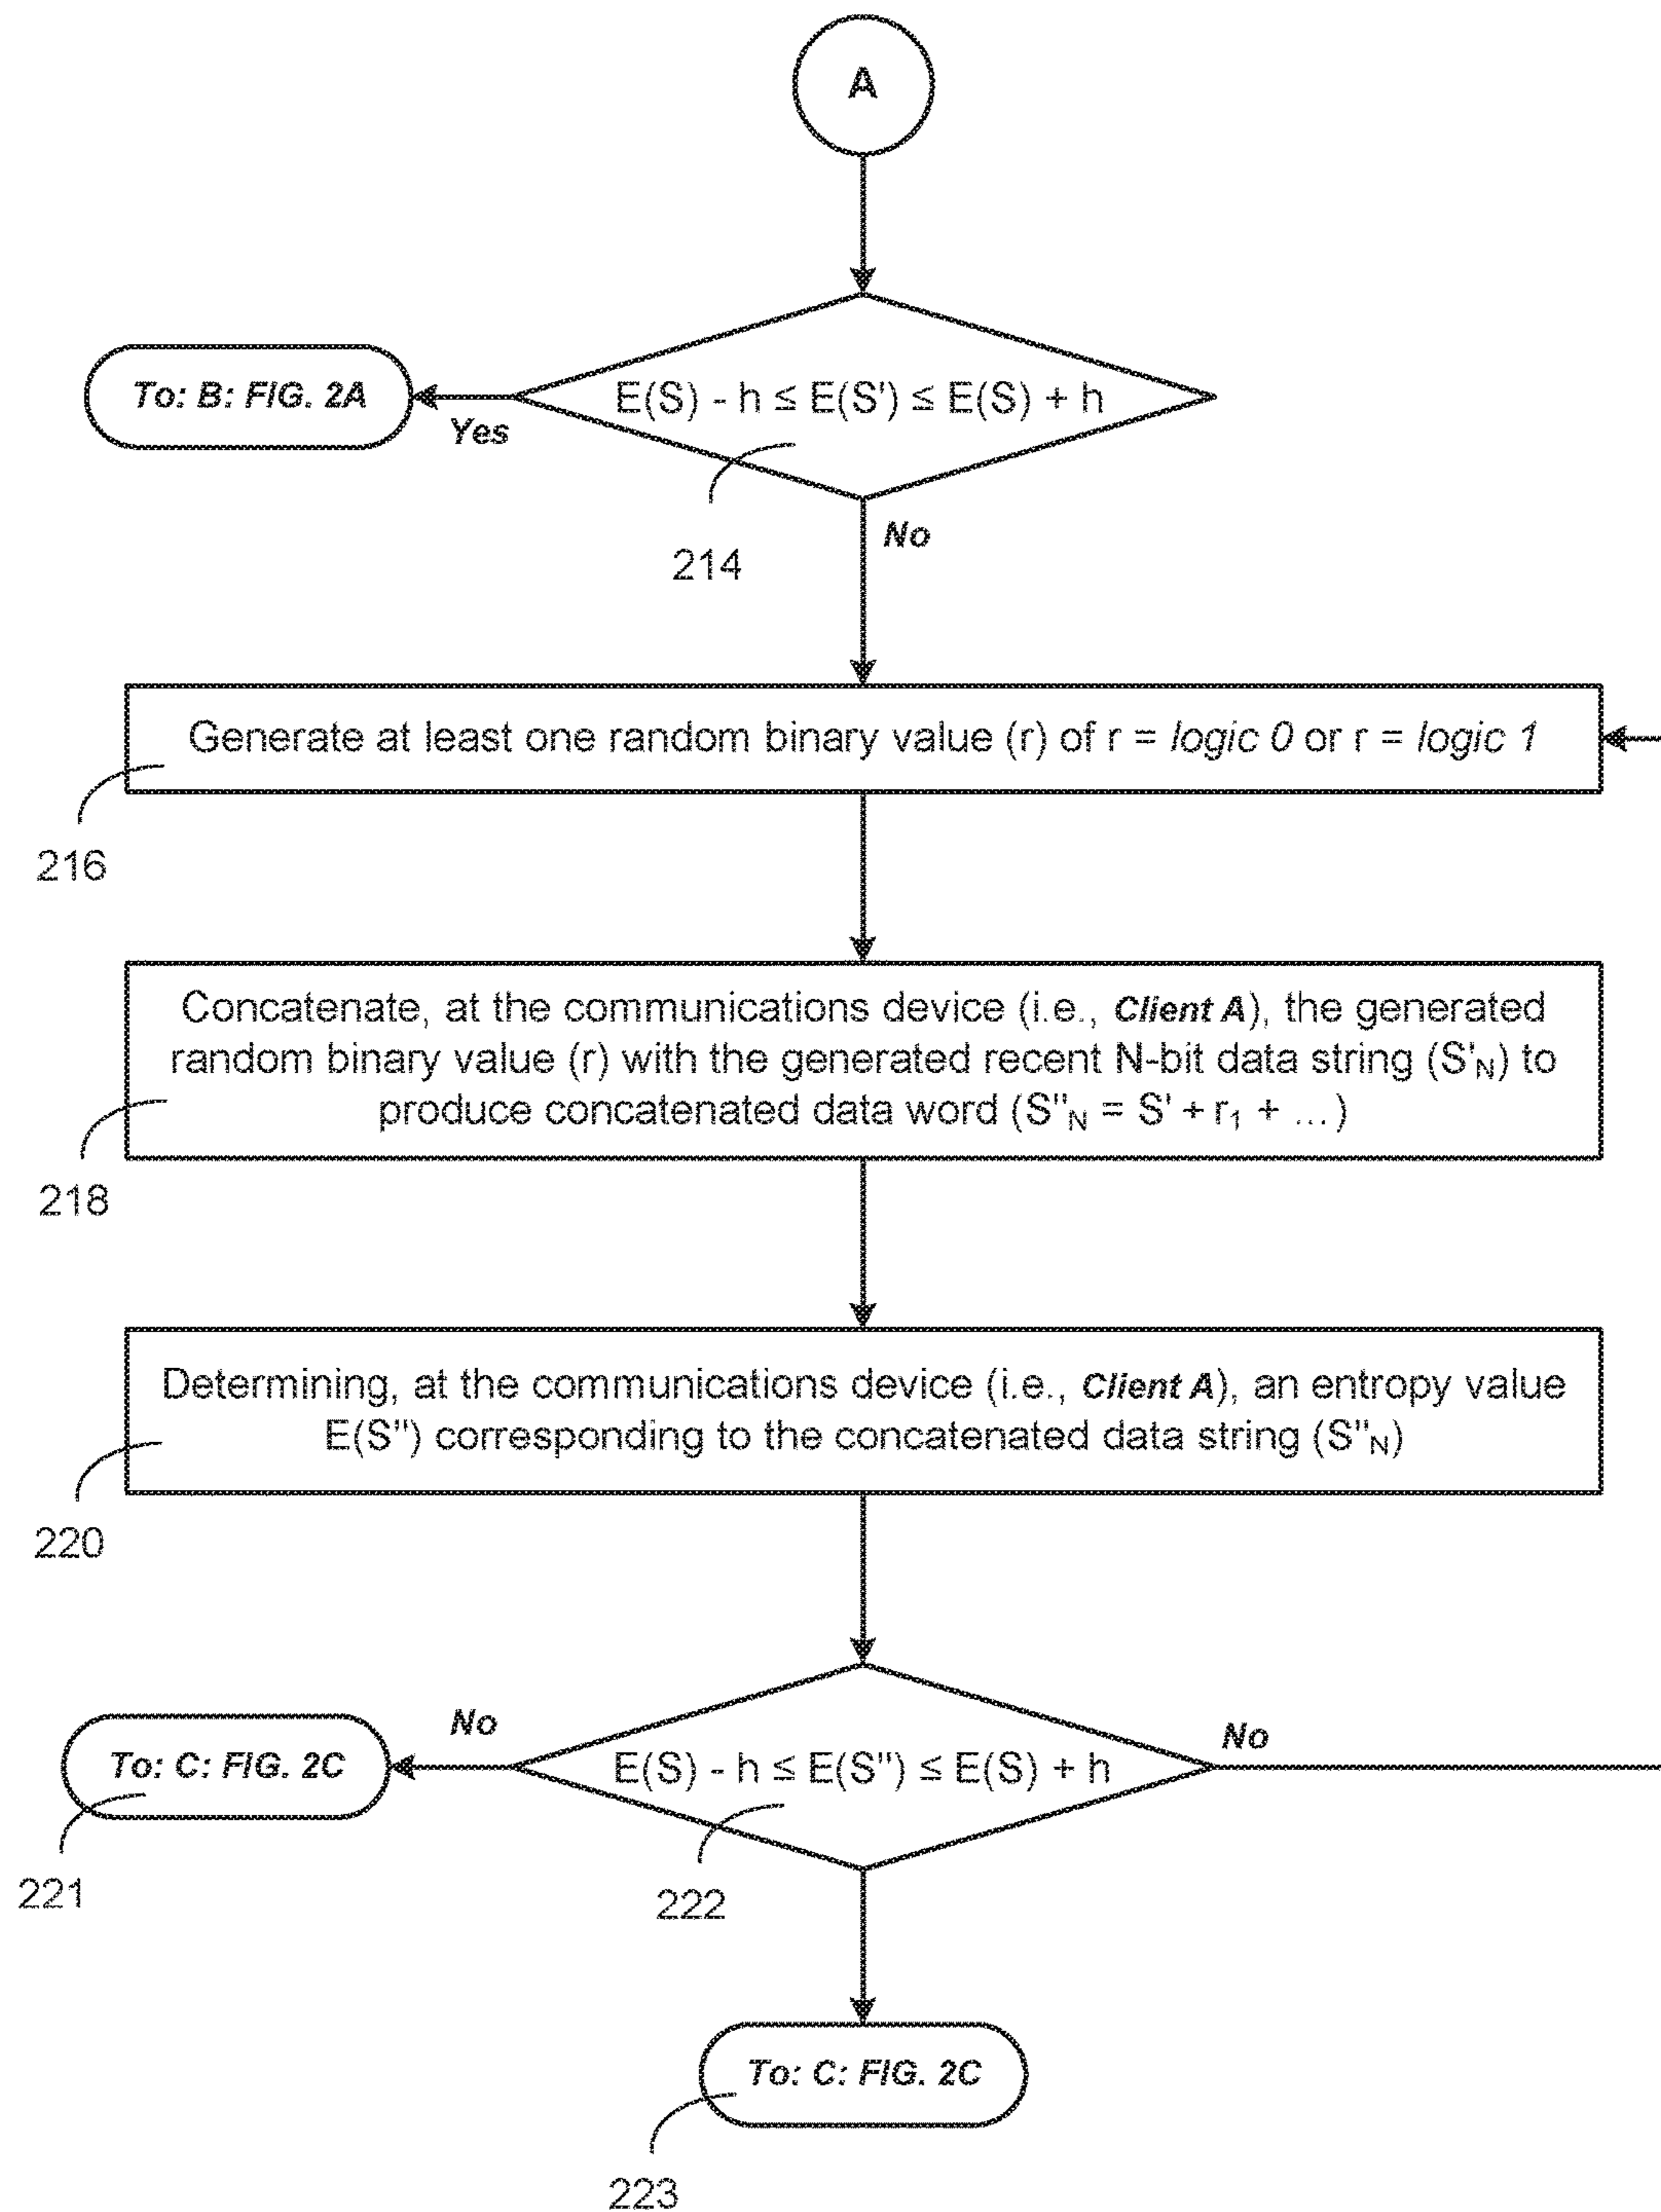 A
E(S) - h ≤ E(S') ≤ E(S) + h
To: B: FIG. 2A
Yes
No
214
Generate at least one random binary value (r) of r = logic 0 or r = logic 1
216
Concatenate, at the communications device (i.e., Client A), the generated
random binary value (r) with the generated recent N-bit data string (S'N) to
produce concatenated data word (S''N = S' + r1 + ...)
218
Determining, at the communications device (i.e., Client A), an entropy value
E(S'') corresponding to the concatenated data string (S''N)
220
No
No
To: C: FIG. 2C
E(S) - h ≤ E(S'') ≤ E(S) + h
221
222
To: C: FIG. 2C
223